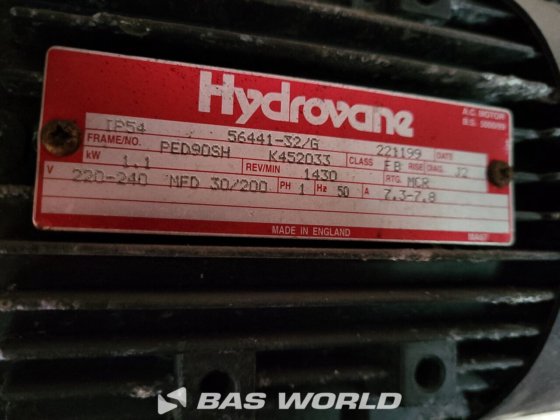 Hydrovane
A.C. MOTOR
B.S. 5000/99
IP54 56441-32/G 221199 DATE
FRAME/NO. PED90SH K452033 CLASS FB RISE DIAG. J2
kW 1.1 REV/MIN 1430 RTG. MCR
V 220-240 MFD 30/200 PH 1 Hz 50 A 7.3-7.8
MADE IN ENGLAND
BAS WORLD